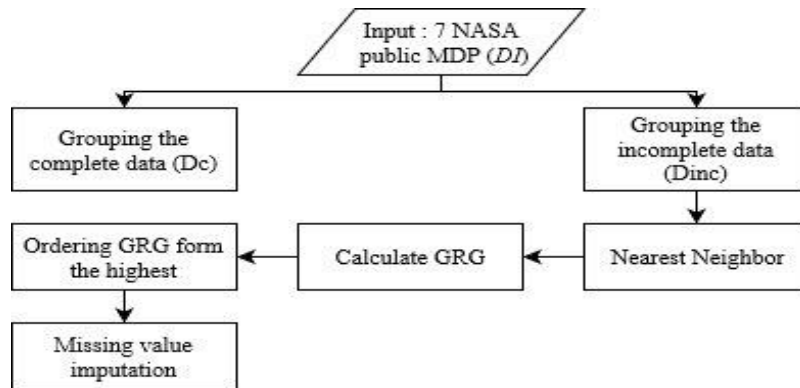 Input : 7 NASA
public MDP (DI)
Grouping the
complete data (Dc)
Grouping the
incomplete data
(Dinc)
Ordering GRG form
the highest
Calculate GRG
Nearest Neighbor
Missing value
imputation